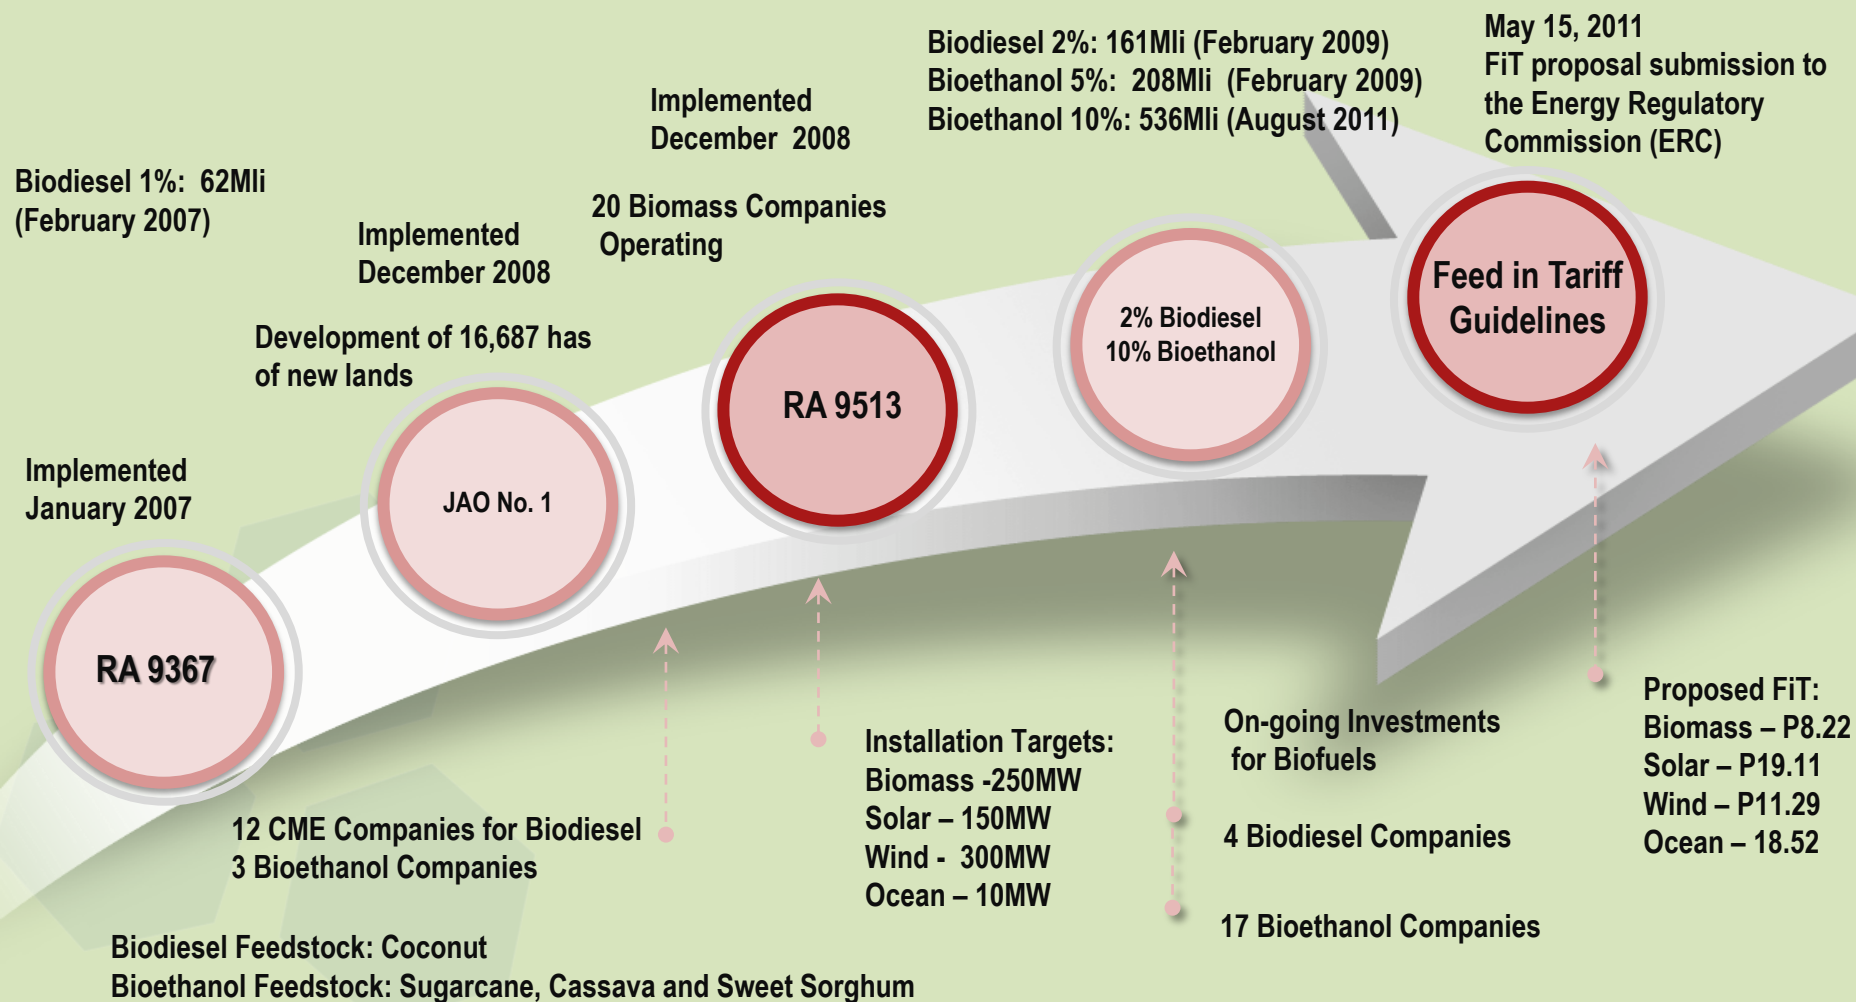 Biodiesel 1%: 62Mli
(February 2007)
Implemented
January 2007
RA 9367
Implemented
December 2008
Development of 16,687 has
of new lands
JAO No. 1
Implemented
December 2008
20 Biomass Companies
Operating
RA 9513
Biodiesel 2%: 161Mli (February 2009)
Bioethanol 5%: 208Mli (February 2009)
Bioethanol 10%: 536Mli (August 2011)
2% Biodiesel
10% Bioethanol
May 15, 2011
FiT proposal submission to
the Energy Regulatory
Commission (ERC)
Feed in Tariff
Guidelines
12 CME Companies for Biodiesel
3 Bioethanol Companies
Biodiesel Feedstock: Coconut
Bioethanol Feedstock: Sugarcane, Cassava and Sweet Sorghum
Installation Targets:
Biomass -250MW
Solar – 150MW
Wind - 300MW
Ocean – 10MW
On-going Investments
for Biofuels
4 Biodiesel Companies
17 Bioethanol Companies
Proposed FiT:
Biomass – P8.22
Solar – P19.11
Wind – P11.29
Ocean – 18.52